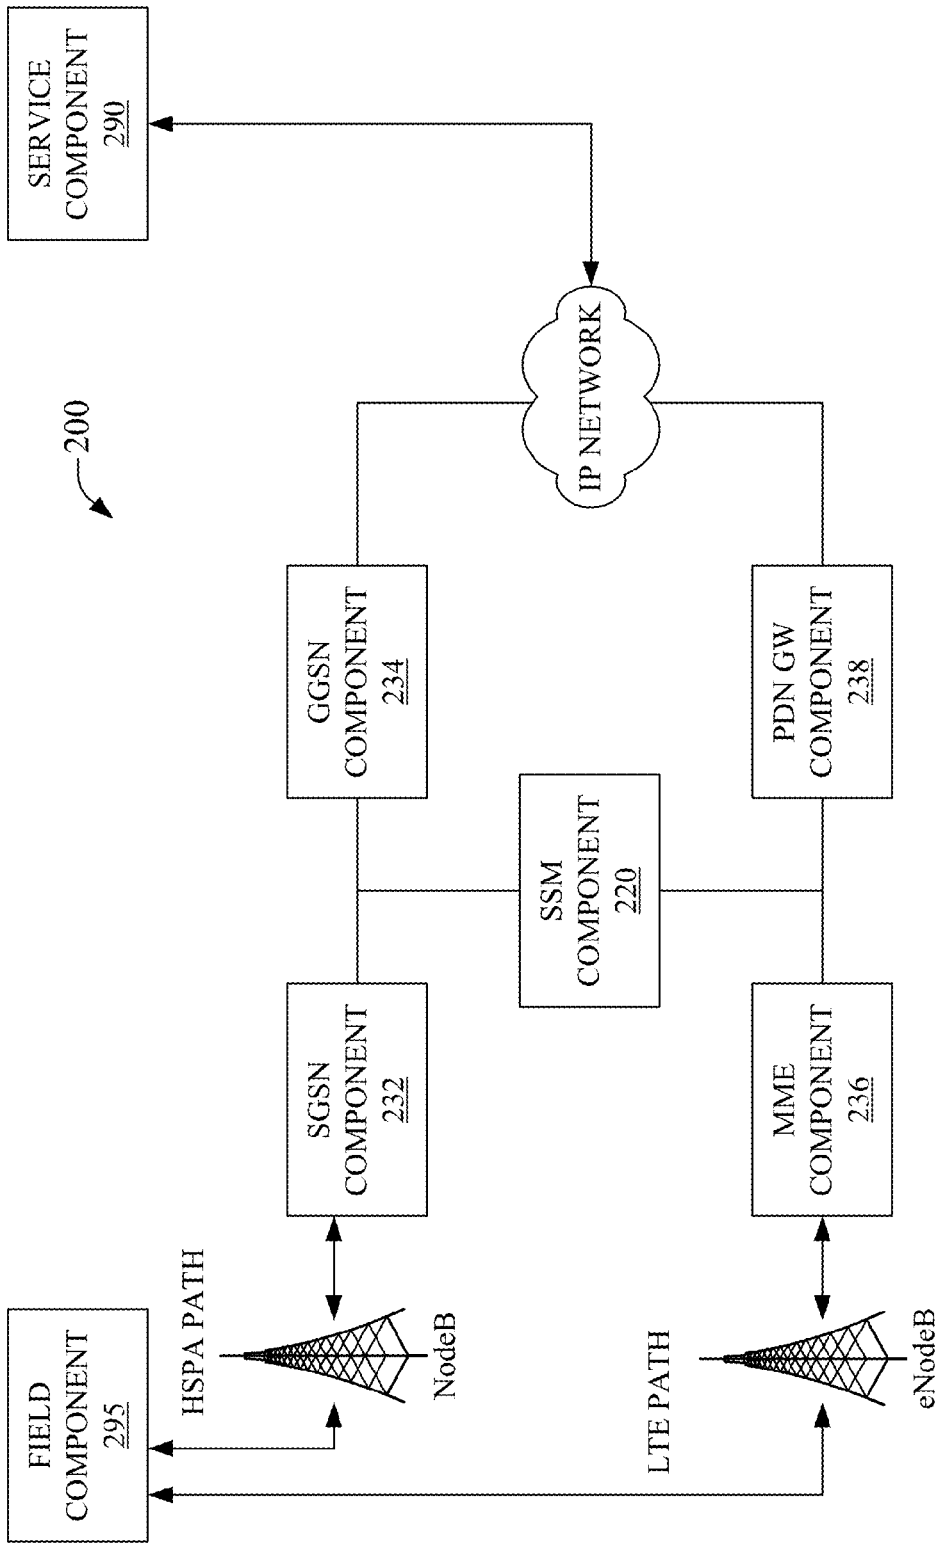 200
FIELD
COMPONENT
295
SERVICE
COMPONENT
290
HSPA PATH
NodeB
SGSN
COMPONENT
232
GGSN
COMPONENT
234
SSM
COMPONENT
220
IP NETWORK
LTE PATH
eNodeB
MME
COMPONENT
236
PDN GW
COMPONENT
238